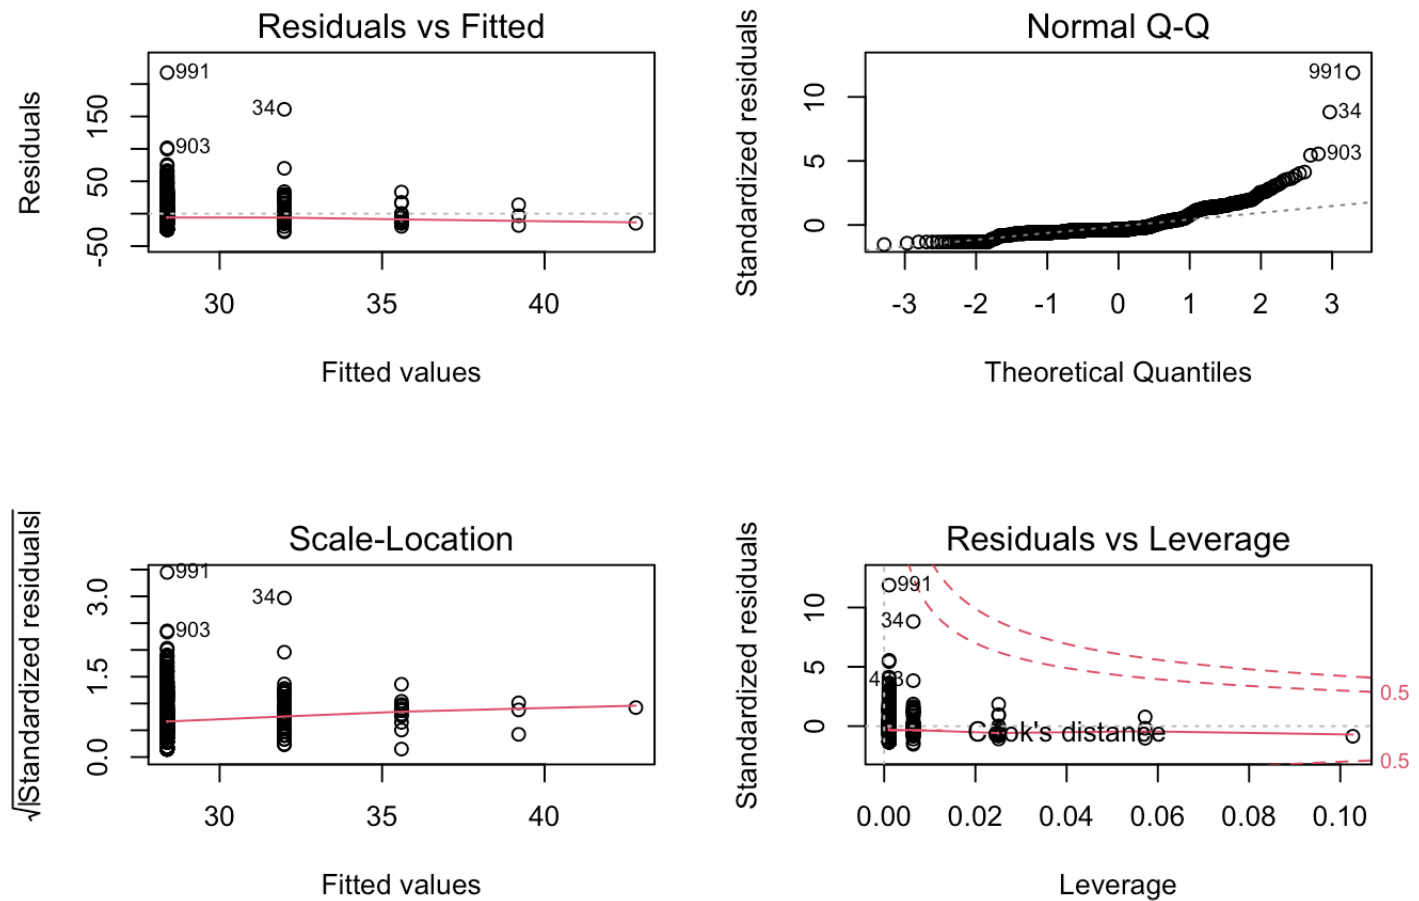 Residuals vs Fitted
Residuals
150
50
-50
991
34
903
30 35 40
Fitted values
Normal Q-Q
Standardized residuals
10
5
0
991
34
903
-3 -2 -1 0 1 2 3
Theoretical Quantiles
Scale-Location
√|Standardized residuals|
3.0
1.5
0.0
991
34
903
30 35 40
Fitted values
Residuals vs Leverage
Standardized residuals
10
5
0
991
34
Cook's distance
0.5
0.5
0.00 0.02 0.04 0.06 0.08 0.10
Leverage